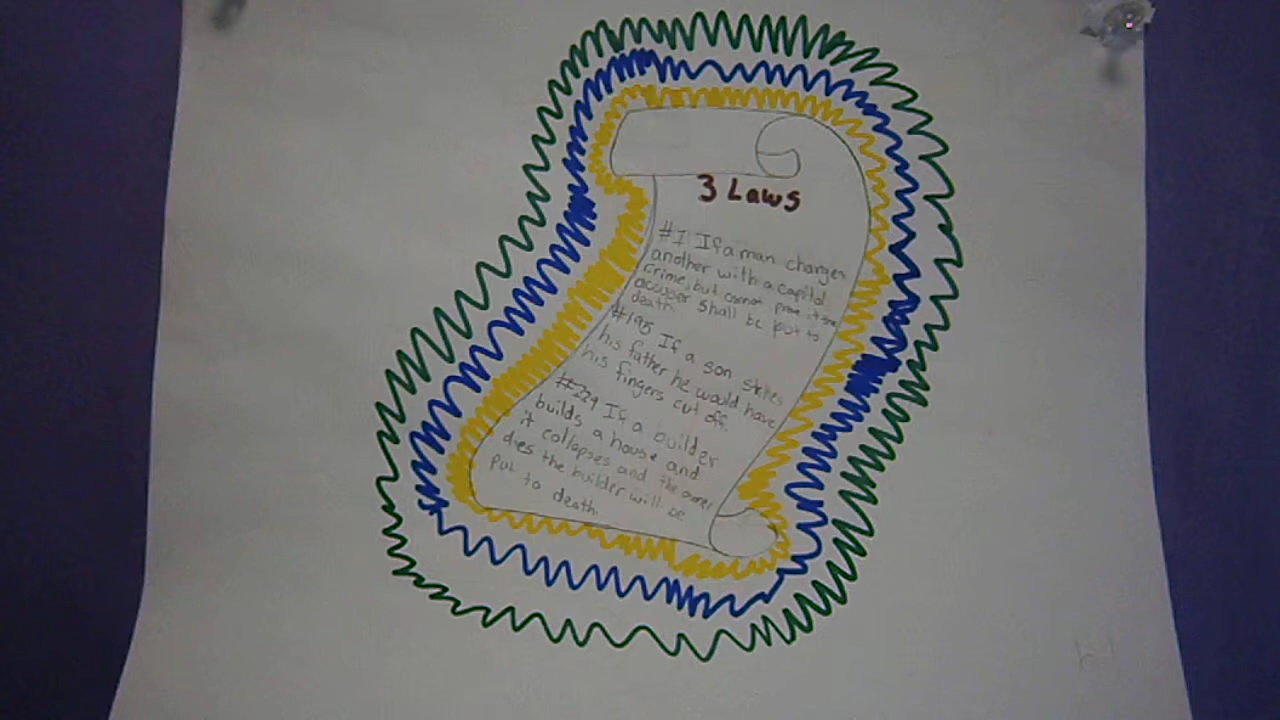 3 Laws
#1 If a man charges
another with a capital
crime, but cannot prove it the
accuser shall be put to
death.
#195 If a son strikes
his father he would have
his fingers cut off.
#229 If a builder
builds a house and
it collapses and the owner
dies the builder will be
put to death.